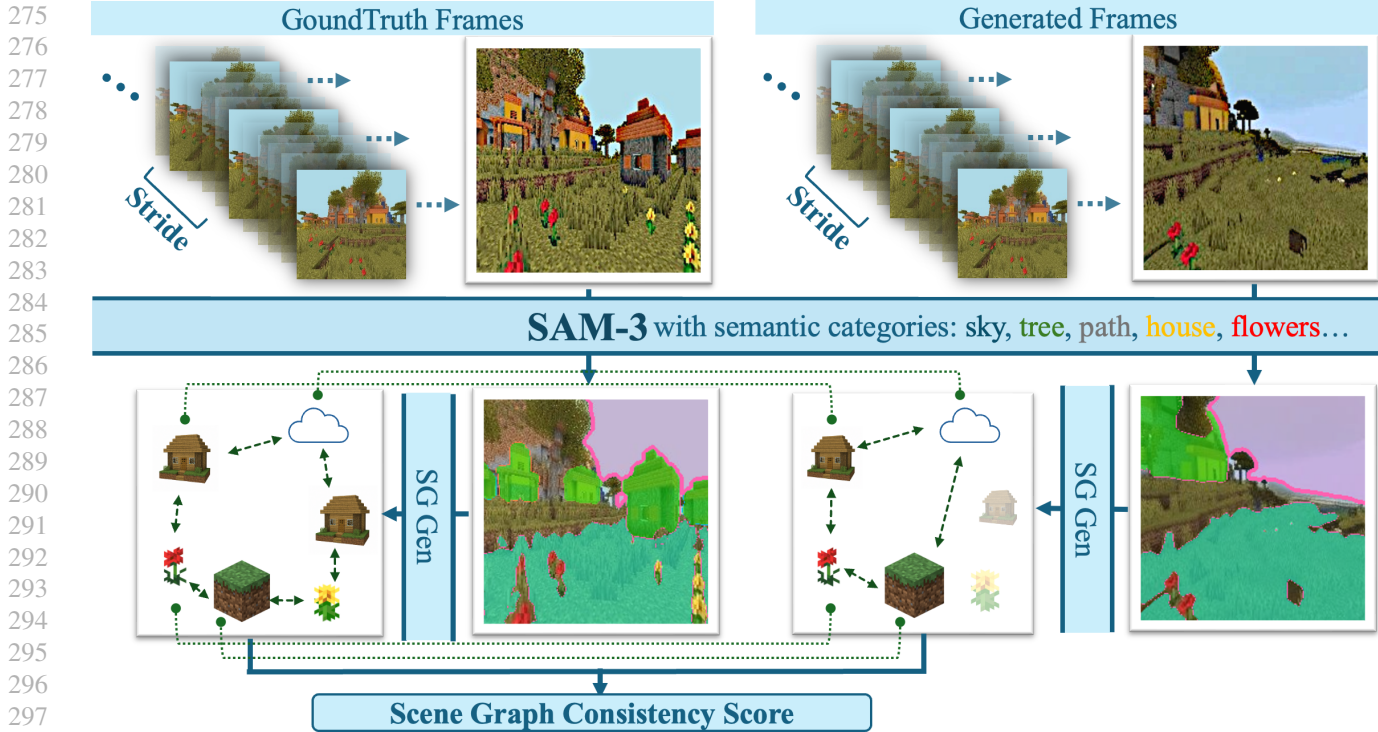 275
276
277
278
279
280
281
282
283
284
285
286
287
288
289
290
291
292
293
294
295
296
297
GoundTruth Frames
Generated Frames
Stride
Stride
SAM-3 with semantic categories: sky, tree, path, house, flowers…
SG Gen
SG Gen
Scene Graph Consistency Score